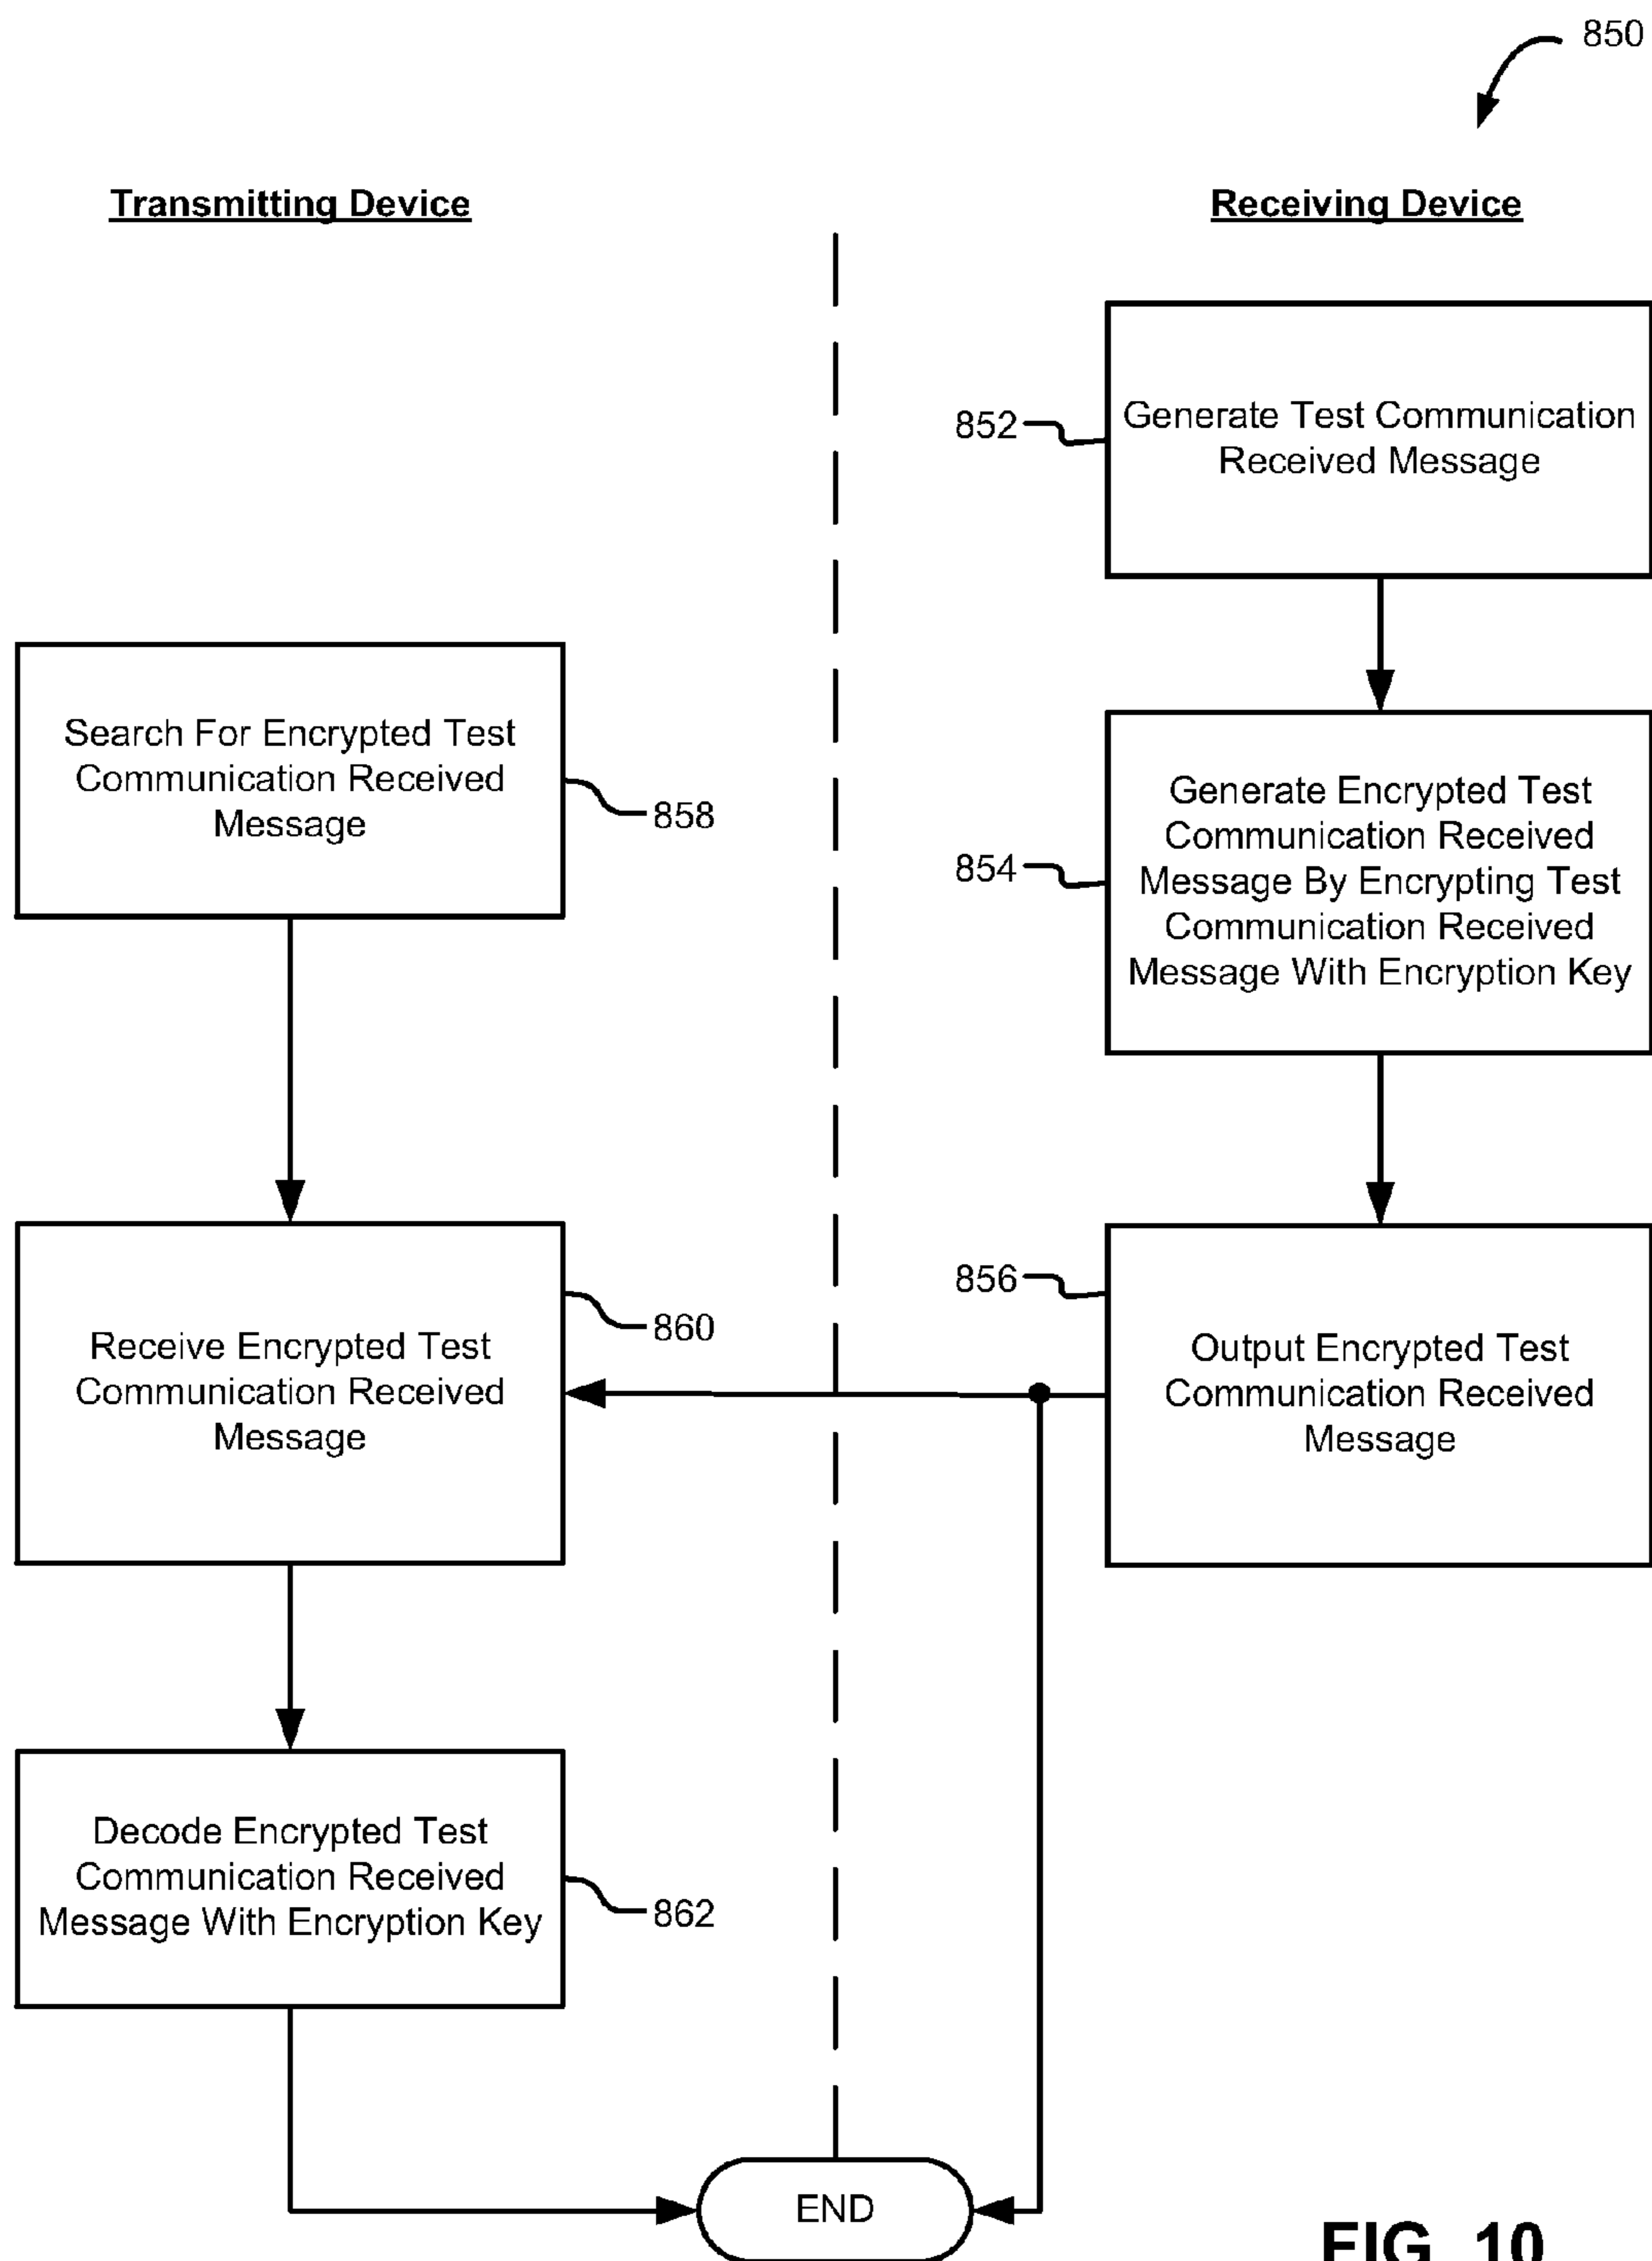 850
Transmitting Device
Receiving Device
852
Generate Test Communication
Received Message
Search For Encrypted Test
Communication Received
Message
858
854
Generate Encrypted Test
Communication Received
Message By Encrypting Test
Communication Received
Message With Encryption Key
860
Receive Encrypted Test
Communication Received
Message
856
Output Encrypted Test
Communication Received
Message
Decode Encrypted Test
Communication Received
Message With Encryption Key
862
END
FIG. 10